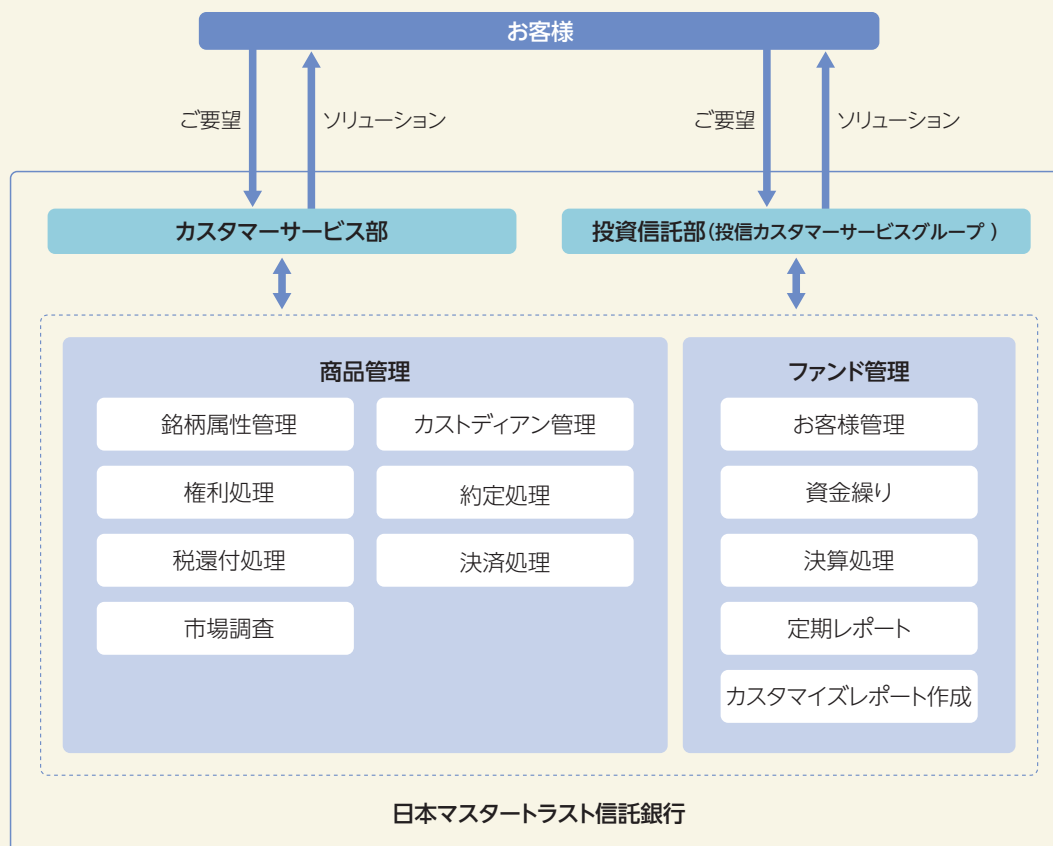 お客様
ご要望
ソリューション
ご要望
ソリューション
カスタマーサービス部
投資信託部(投信カスタマーサービスグループ)
商品管理
銘柄属性管理
カストディアン管理
権利処理
約定処理
税還付処理
決済処理
市場調査
ファンド管理
お客様管理
資金繰り
決算処理
定期レポート
カスタマイズレポート作成
日本マスタートラスト信託銀行